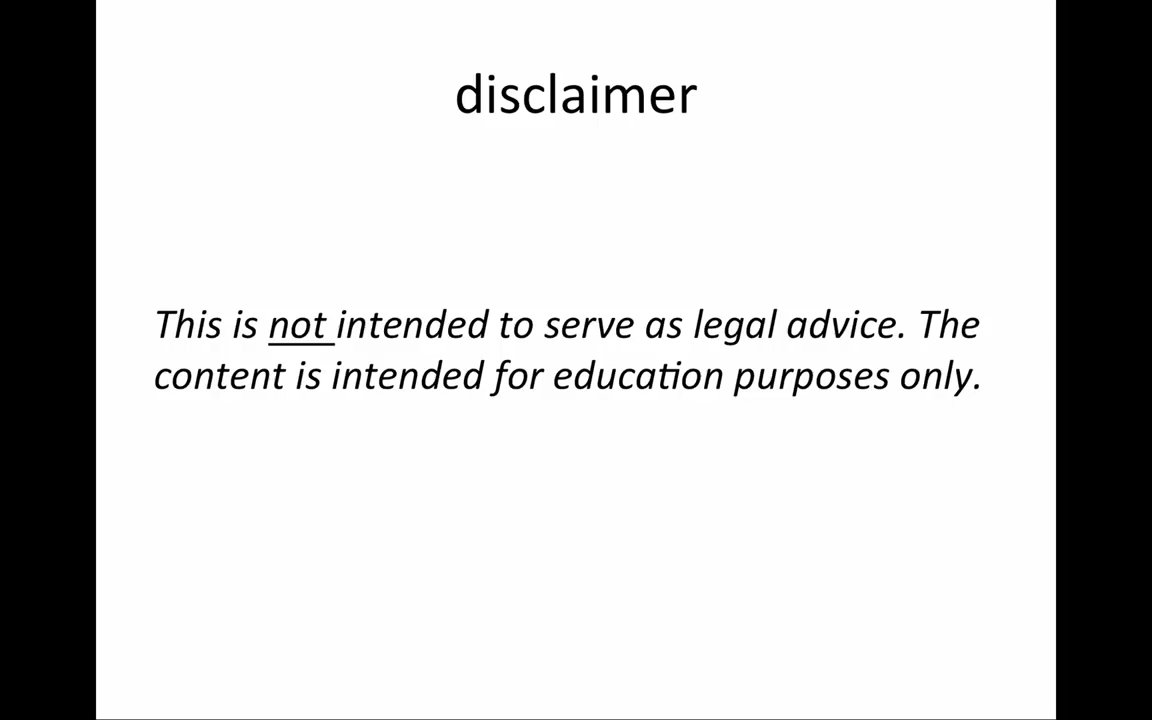 disclaimer
This is not intended to serve as legal advice. The
content is intended for education purposes only.